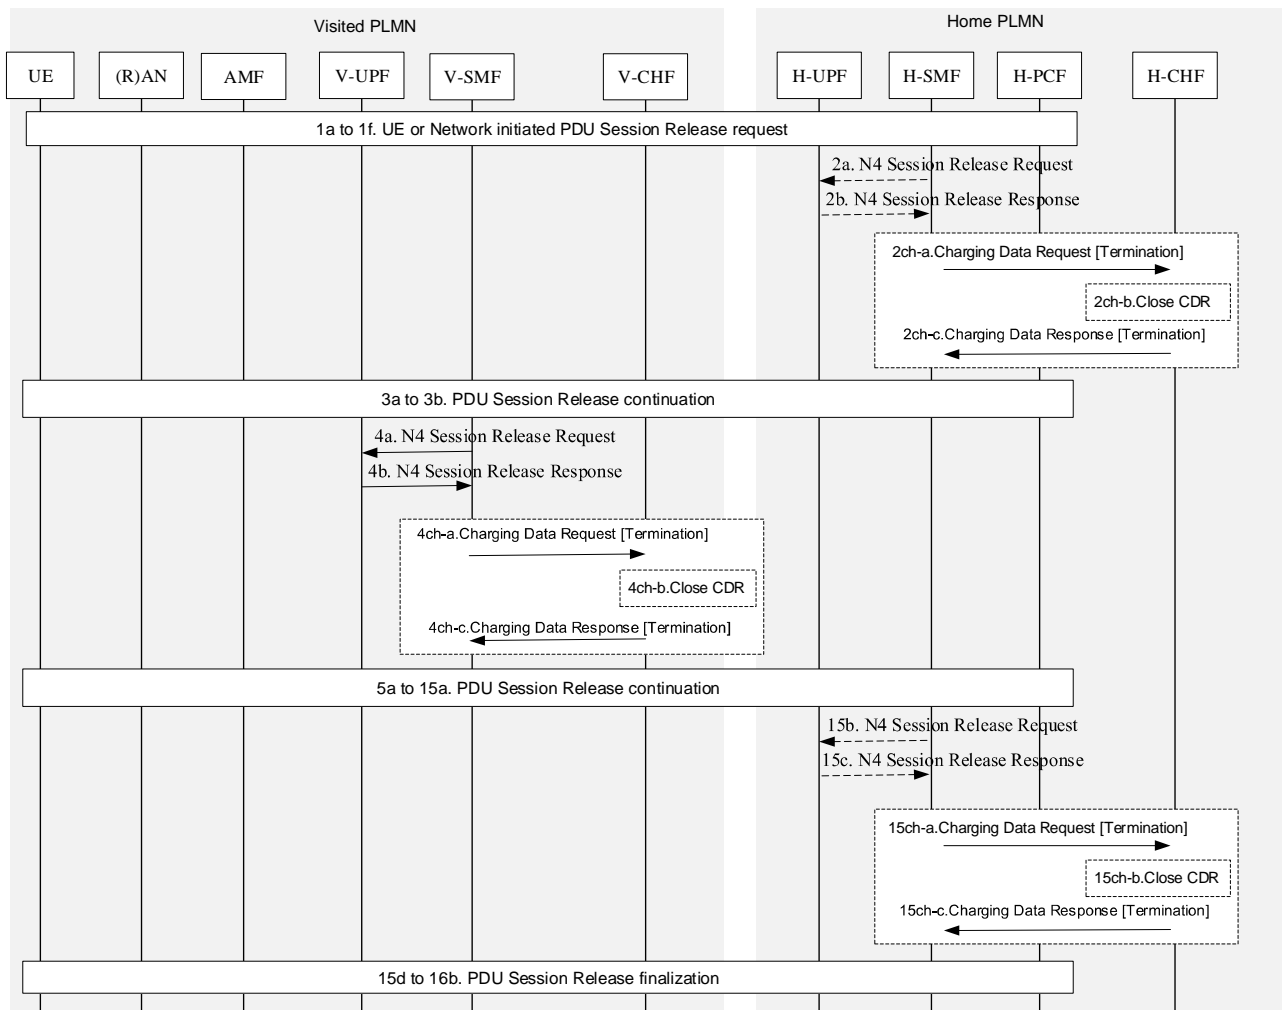 Visited PLMN
Home PLMN
UE
(R)AN
AMF
V-UPF
V-SMF
V-CHF
H-UPF
H-SMF
H-PCF
H-CHF
1a to 1f. UE or Network initiated PDU Session Release request
2a. N4 Session Release Request
2b. N4 Session Release Response
2ch-a.Charging Data Request [Termination]
2ch-b.Close CDR
2ch-c.Charging Data Response [Termination]
3a to 3b. PDU Session Release continuation
4a. N4 Session Release Request
4b. N4 Session Release Response
4ch-a.Charging Data Request [Termination]
4ch-b.Close CDR
4ch-c.Charging Data Response [Termination]
5a to 15a. PDU Session Release continuation
15b. N4 Session Release Request
15c. N4 Session Release Response
15ch-a.Charging Data Request [Termination]
15ch-b.Close CDR
15ch-c.Charging Data Response [Termination]
15d to 16b. PDU Session Release finalization